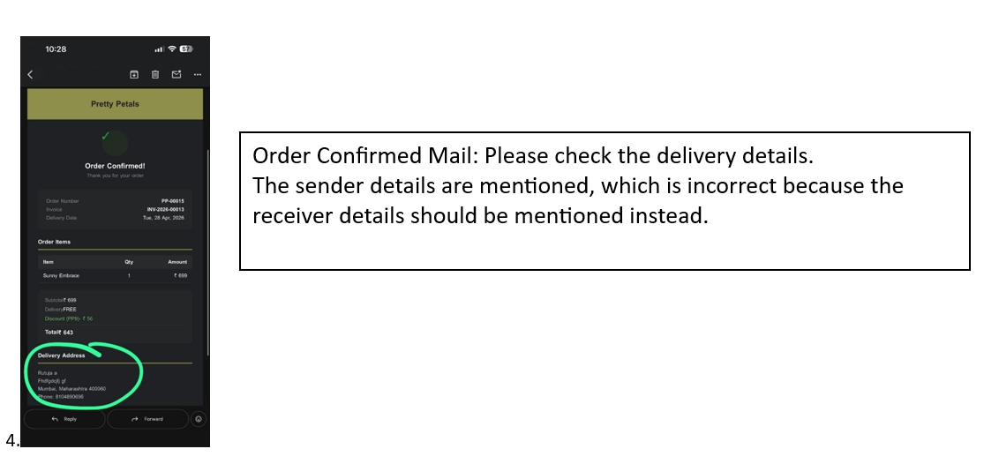 10:28
67
Pretty Petals
✓
Order Confirmed!
Thank you for your order
Order Number PP-00015
Invoice INV-2026-00013
Delivery Date Tue, 28 Apr, 2026
Order Items
Item Qty Amount
Sunny Embrace 1 ₹ 699
Subtotal₹ 699
DeliveryFREE
Discount (PP8)- ₹ 56
Total₹ 643
Delivery Address
Rutuja a
Mumbai, Maharashtra 400060
Phone: 8104890696
Reply Forward
Order Confirmed Mail: Please check the delivery details.
The sender details are mentioned, which is incorrect because the
receiver details should be mentioned instead.
4.